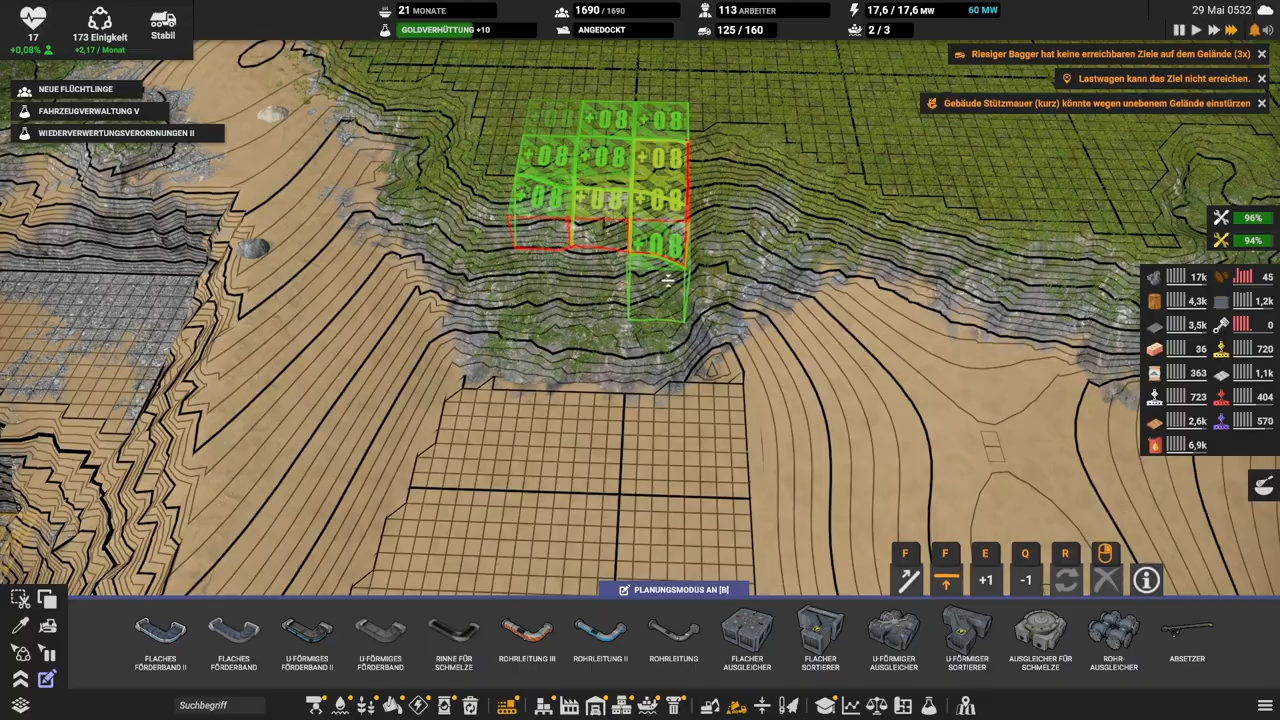 17
173 Einigkeit
Stabil
+0,08%
+2,17 / Monat
21 MONATE
1690 / 1690
113 ARBEITER
17,6 / 17,6 MW
60 MW
29 Mai 0532
GOLDVERHÜTTUNG +10
ANGEDOCKT
125 / 160
2 / 3
Riesiger Bagger hat keine erreichbaren Ziele auf dem Gelände (3x)
Lastwagen kann das Ziel nicht erreichen.
Gebäude Stützmauer (kurz) könnte wegen unebenem Gelände einstürzen
NEUE FLÜCHTLINGE
FAHRZEUGVERWALTUNG V
WIEDERVERWERTUNGSVERORDNUNGEN II
+08 +08
+08 +08 +08
+08 +08 +08
+08
96%
94%
17k 45
4,3k 1,2k
3,5k 0
36 720
363 1,1k
723 404
2,6k 570
6,9k
F F E Q R
+1 -1
PLANUNGSMODUS AN [B]
FLACHES FÖRDERBAND II
FLACHES FÖRDERBAND
U-FÖRMIGES FÖRDERBAND II
U-FÖRMIGES FÖRDERBAND
RINNE FÜR SCHMELZE
ROHRLEITUNG III
ROHRLEITUNG II
ROHRLEITUNG
FLACHER AUSGLEICHER
FLACHER SORTIERER
U-FÖRMIGER AUSGLEICHER
U-FÖRMIGER SORTIERER
AUSGLEICHER FÜR SCHMELZE
ROHR-AUSGLEICHER
ABSETZER
Suchbegriff